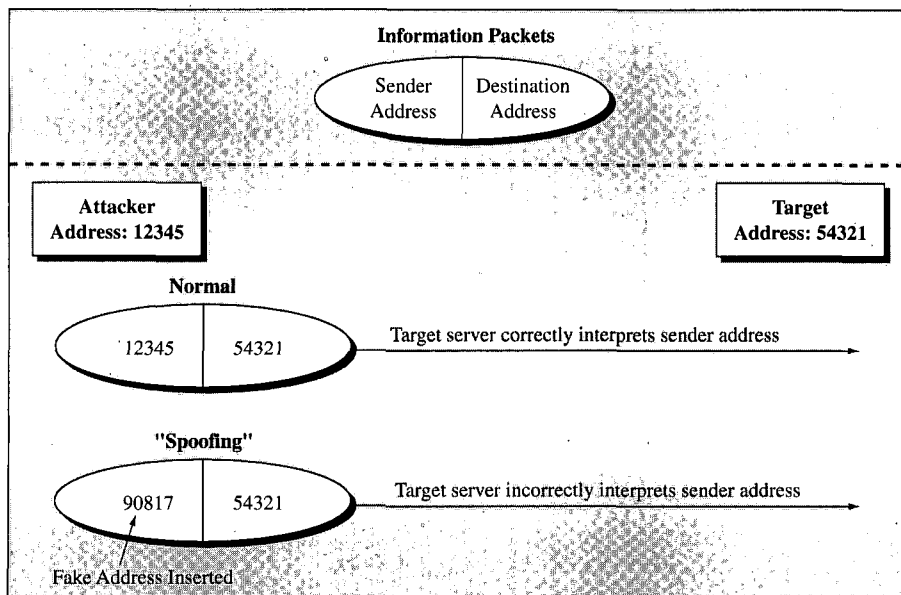 Information Packets
Sender
Address
Destination
Address
Attacker
Address: 12345
Target
Address: 54321
Normal
12345
54321
Target server correctly interprets sender address
"Spoofing"
90817
54321
Target server incorrectly interprets sender address
Fake Address Inserted